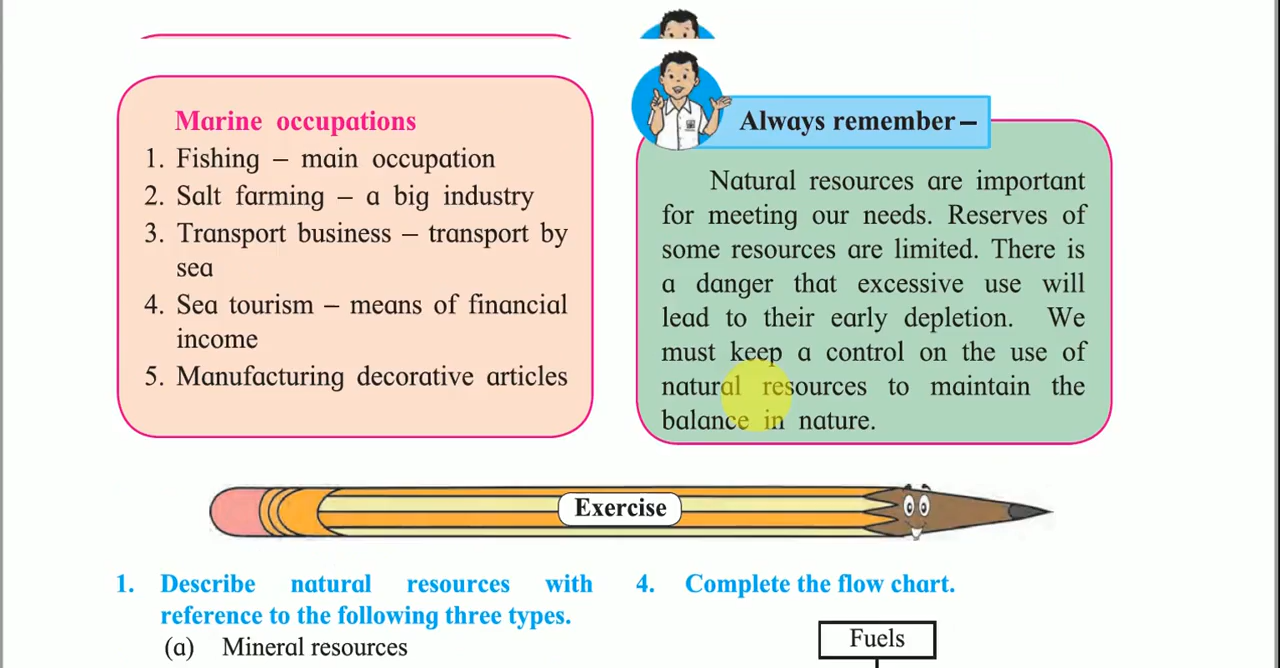 Marine occupations
1. Fishing – main occupation
2. Salt farming – a big industry
3. Transport business – transport by
sea
4. Sea tourism – means of financial
income
5. Manufacturing decorative articles
Always remember –
Natural resources are important
for meeting our needs. Reserves of
some resources are limited. There is
a danger that excessive use will
lead to their early depletion. We
must keep a control on the use of
natural resources to maintain the
balance in nature.
Exercise
1. Describe natural resources with
reference to the following three types.
(a) Mineral resources
4. Complete the flow chart.
Fuels